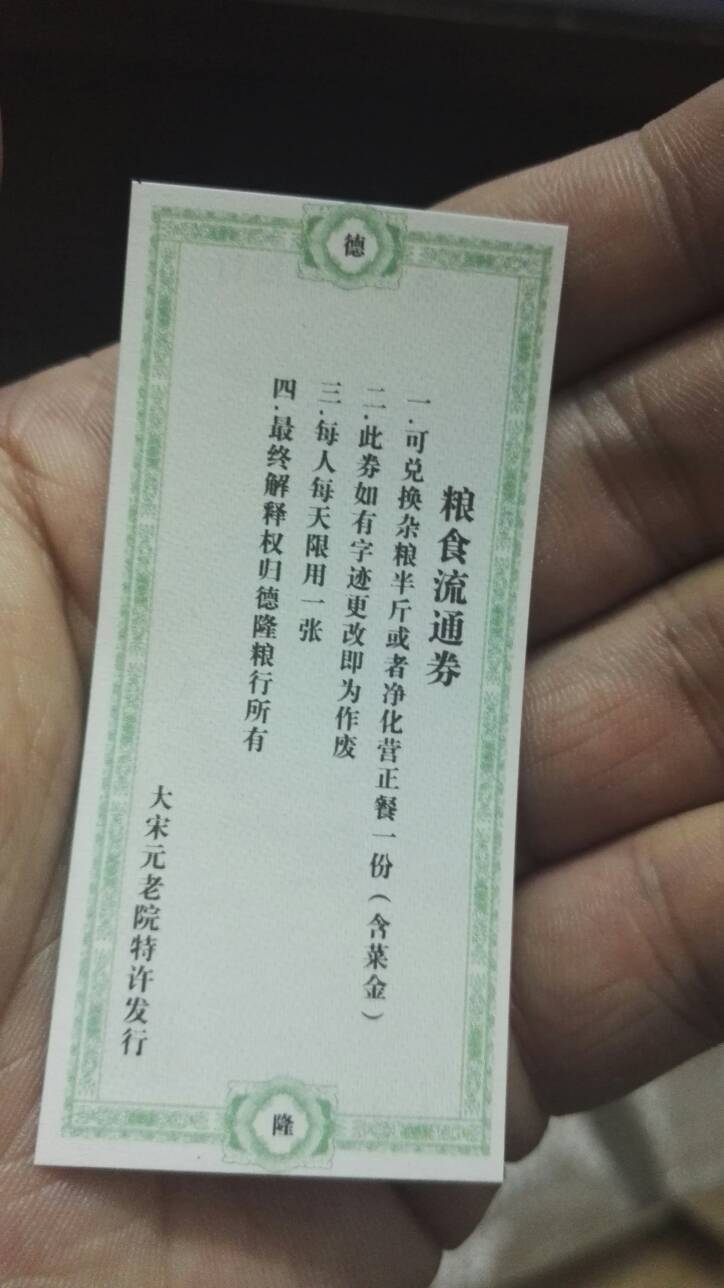 德
粮食流通券
一.可兑换杂粮半斤或者净化营正餐一份(含菜金)
二.此券如有字迹更改即为作废
三.每人每天限用一张
四.最终解释权归德隆粮行所有
大宋元老院特许发行
隆